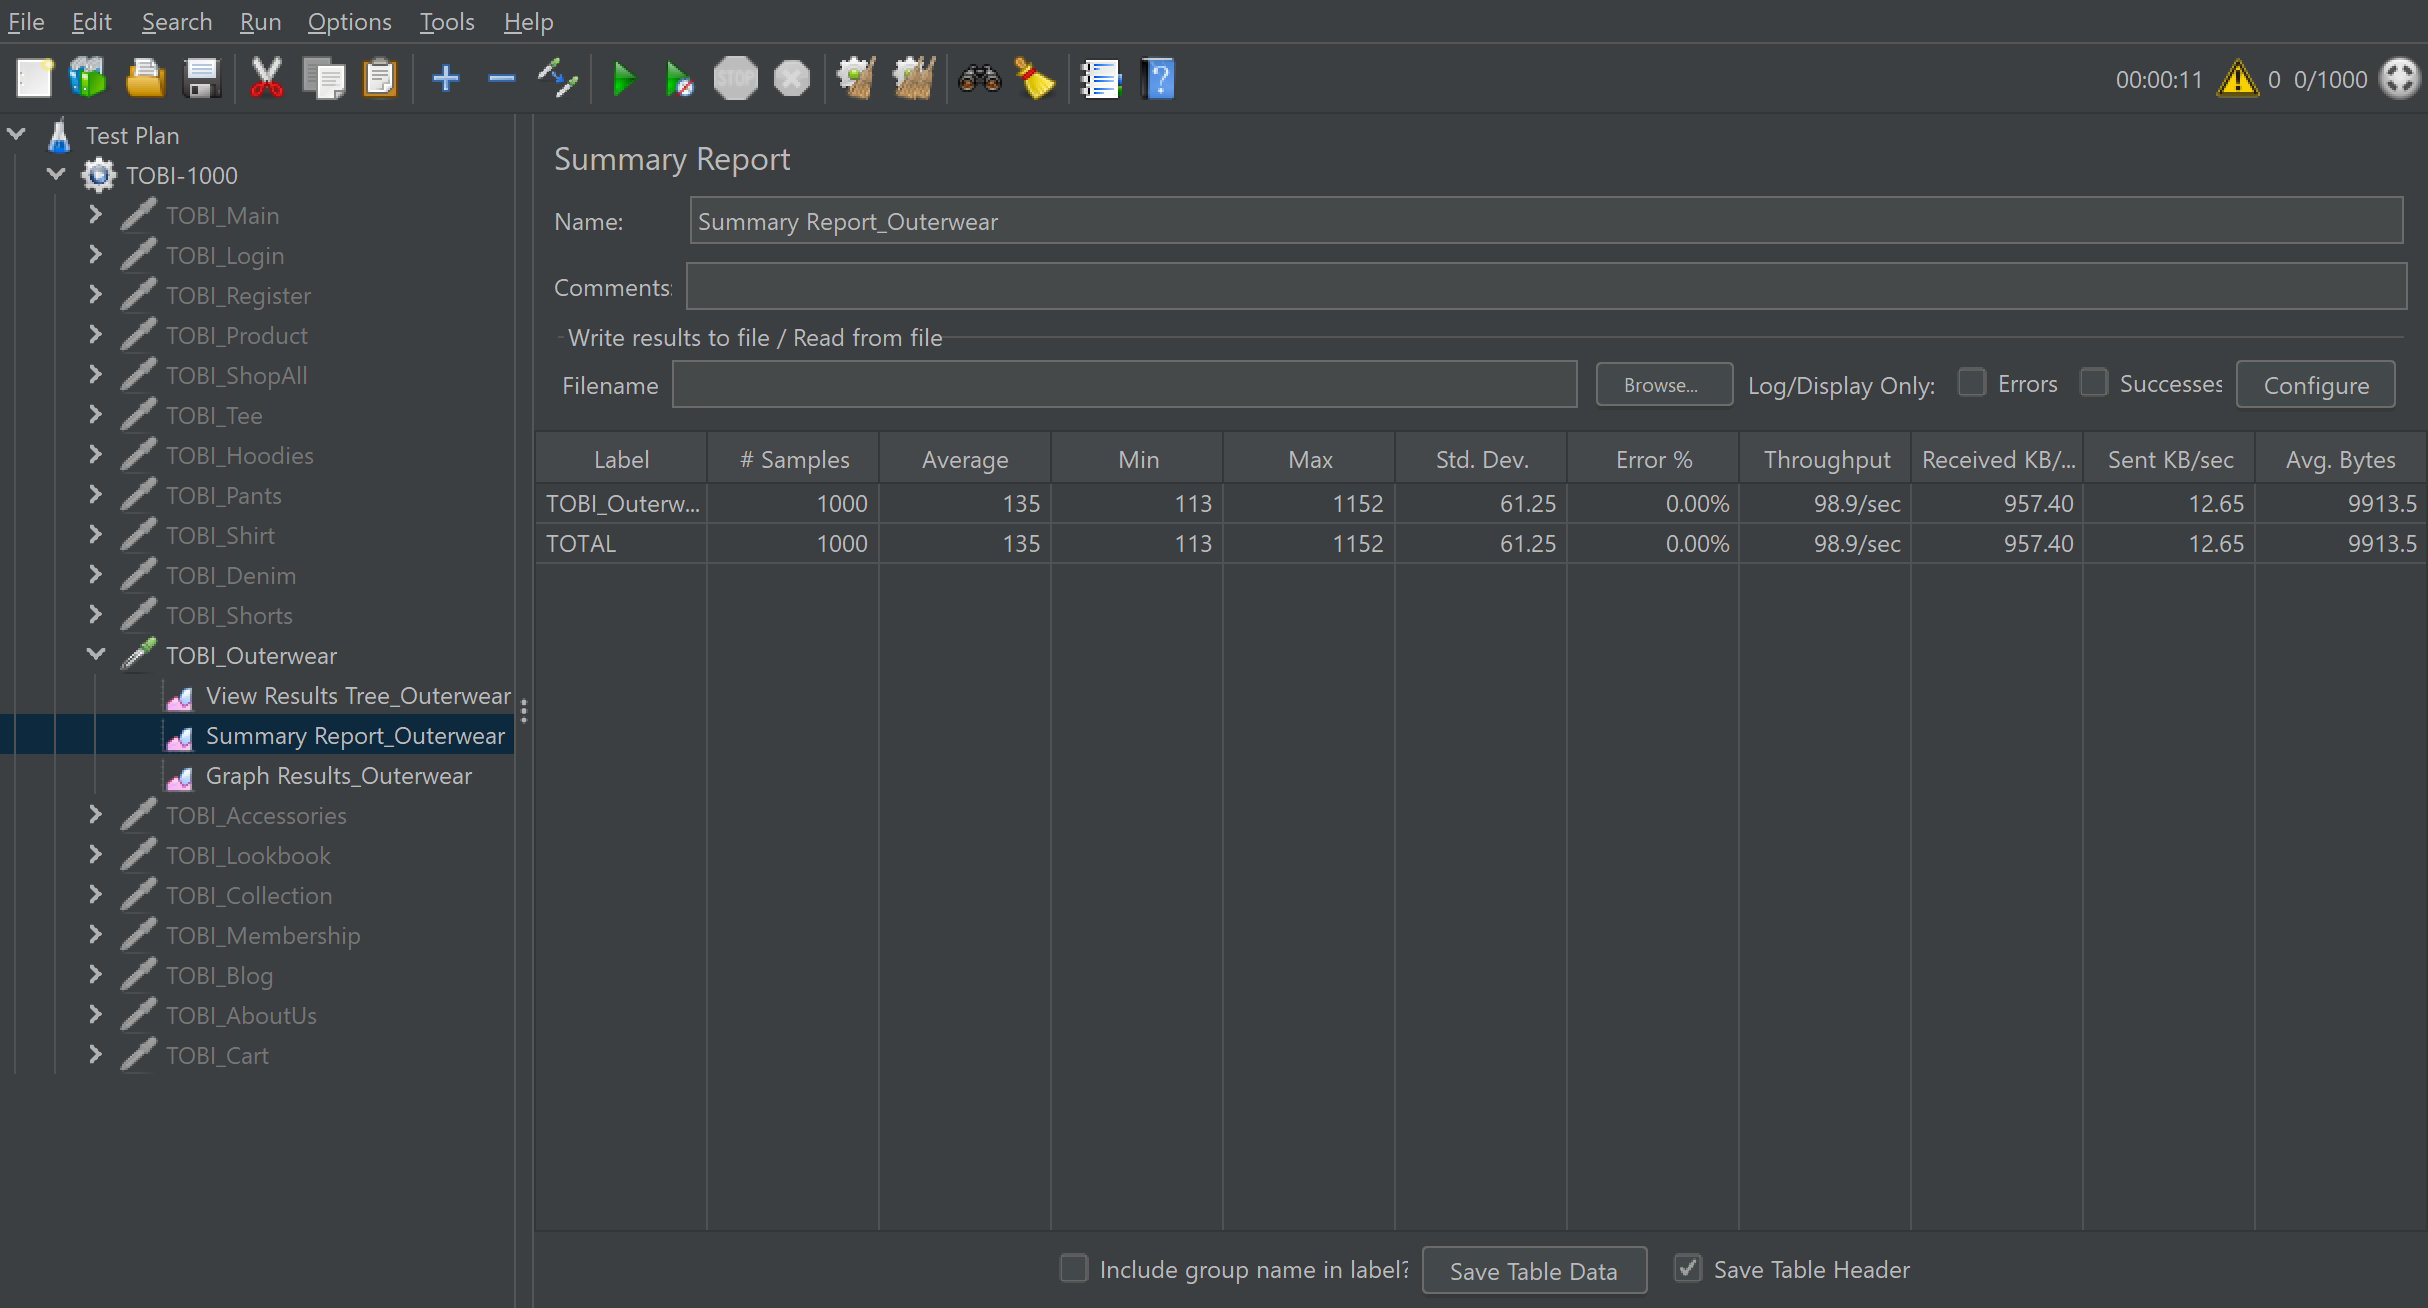 File Edit Search Run Options Tools Help
STOP
00:00:11 0 0/1000
Test Plan
TOBI-1000
TOBI_Main
TOBI_Login
TOBI_Register
TOBI_Product
TOBI_ShopAll
TOBI_Tee
TOBI_Hoodies
TOBI_Pants
TOBI_Shirt
TOBI_Denim
TOBI_Shorts
TOBI_Outerwear
View Results Tree_Outerwear
Summary Report_Outerwear
Graph Results_Outerwear
TOBI_Accessories
TOBI_Lookbook
TOBI_Collection
TOBI_Membership
TOBI_Blog
TOBI_AboutUs
TOBI_Cart
Summary Report
Name: Summary Report_Outerwear
Comments:
Write results to file / Read from file
Filename Browse... Log/Display Only: Errors Successes Configure
Label # Samples Average Min Max Std. Dev. Error % Throughput Received KB/... Sent KB/sec Avg. Bytes
TOBI_Outerw... 1000 135 113 1152 61.25 0.00% 98.9/sec 957.40 12.65 9913.5
TOTAL 1000 135 113 1152 61.25 0.00% 98.9/sec 957.40 12.65 9913.5
Include group name in label? Save Table Data Save Table Header